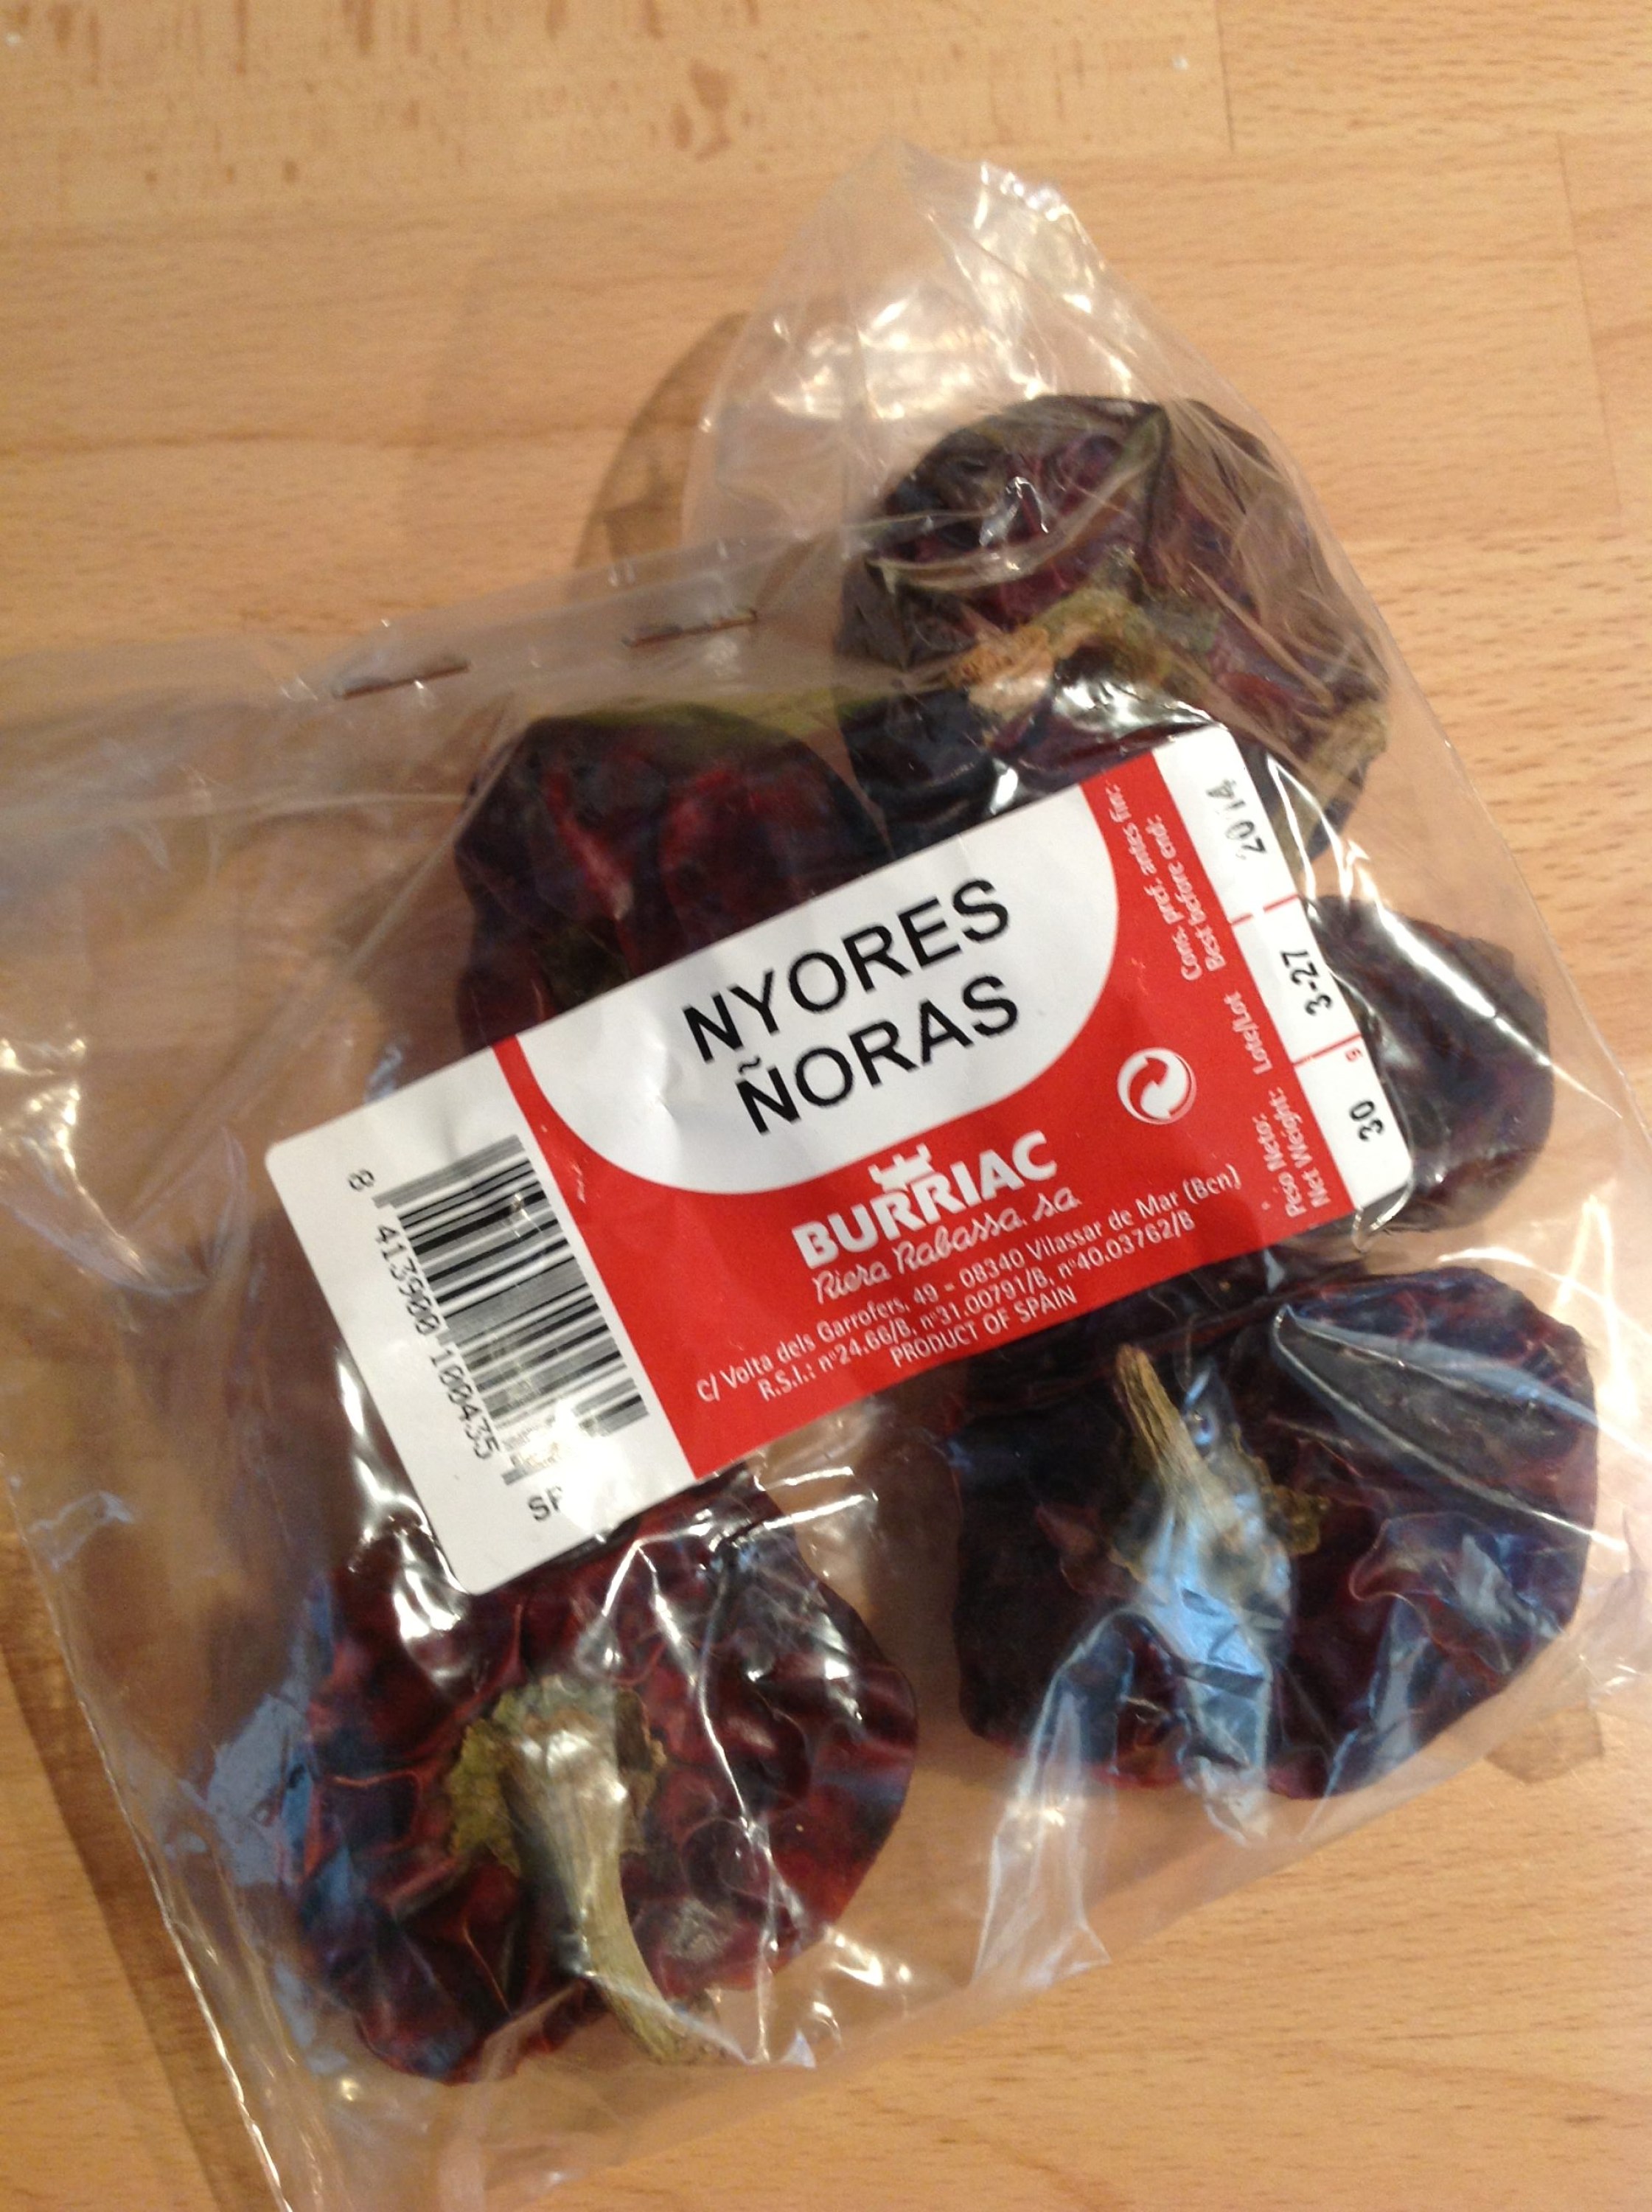 NYORES
ÑORAS
BURRIAC
Riera Rabassa. sa
C/ Volta dels Garrofers, 49 - 08340 Vilassar de Mar (Bcn)
R.S.I.: nº24.66/B, nº31.00791/B, nº40.03762/B
PRODUCT OF SPAIN
Cons. pref. antes fin:
Best before end:
2014
Lote/Lot
3-27
Peso Neto:
Net Weight:
30 g
8 413900 100435